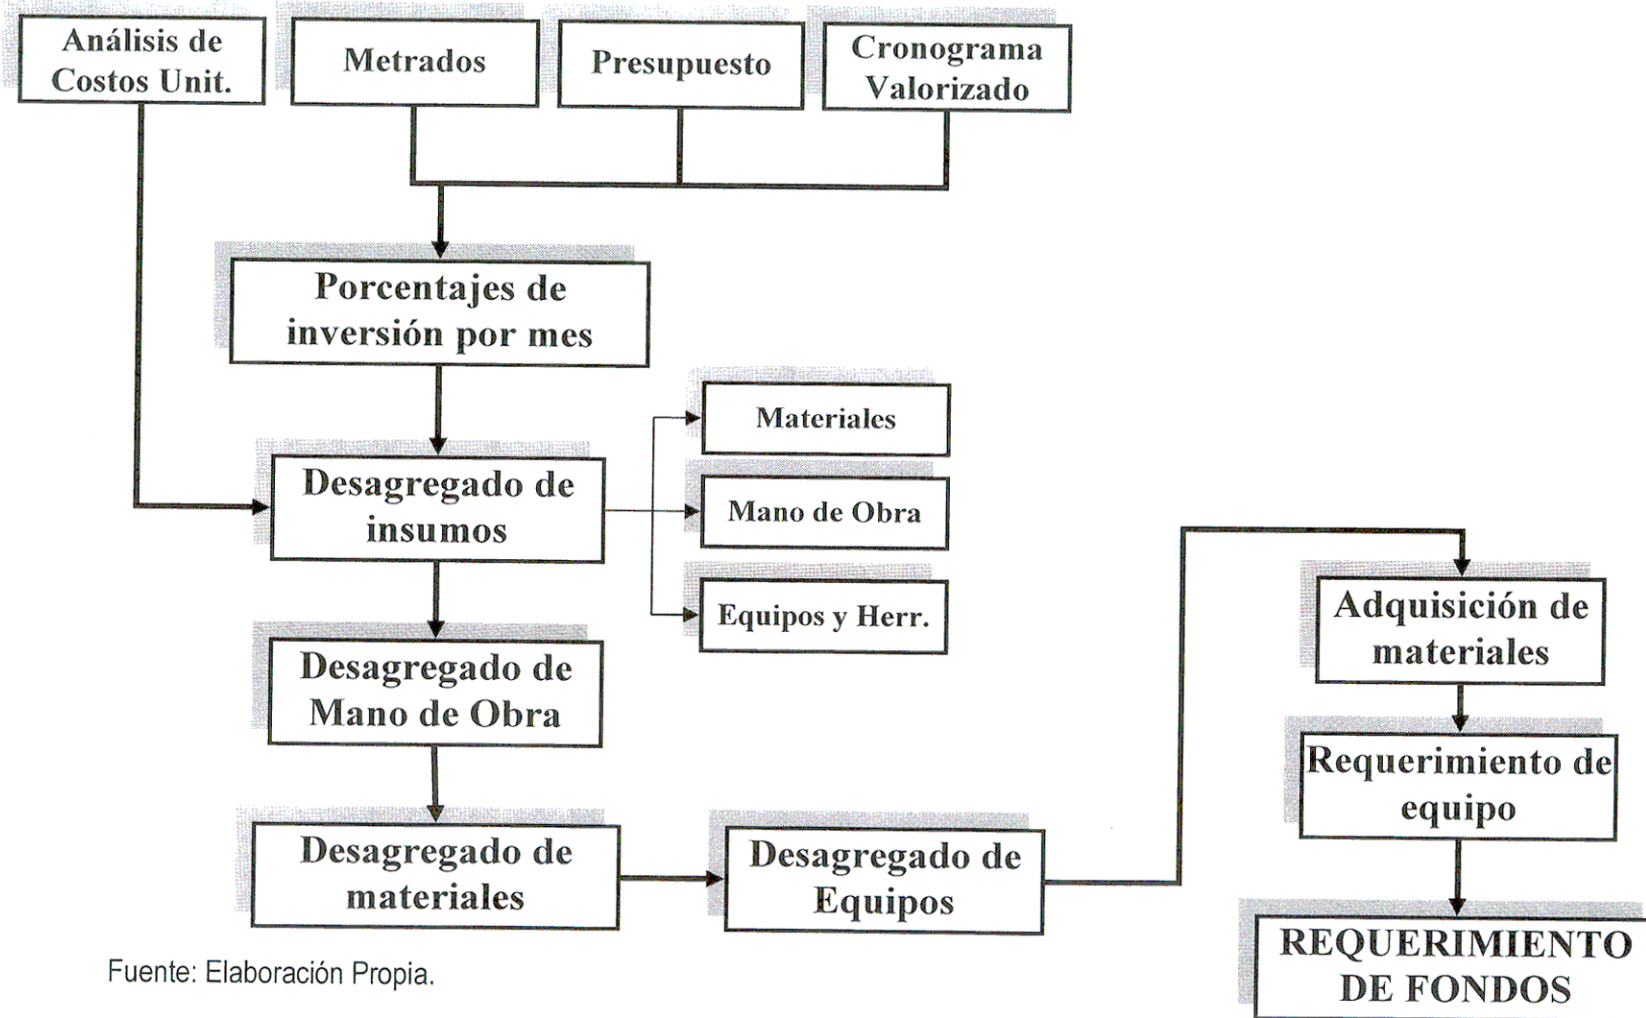 Análisis de
Costos Unit.
Metrados
Presupuesto
Cronograma
Valorizado
Porcentajes de
inversión por mes
Desagregado de
insumos
Materiales
Mano de Obra
Equipos y Herr.
Desagregado de
Mano de Obra
Desagregado de
materiales
Desagregado de
Equipos
Adquisición de
materiales
Requerimiento de
equipo
REQUERIMIENTO
DE FONDOS
Fuente: Elaboración Propia.